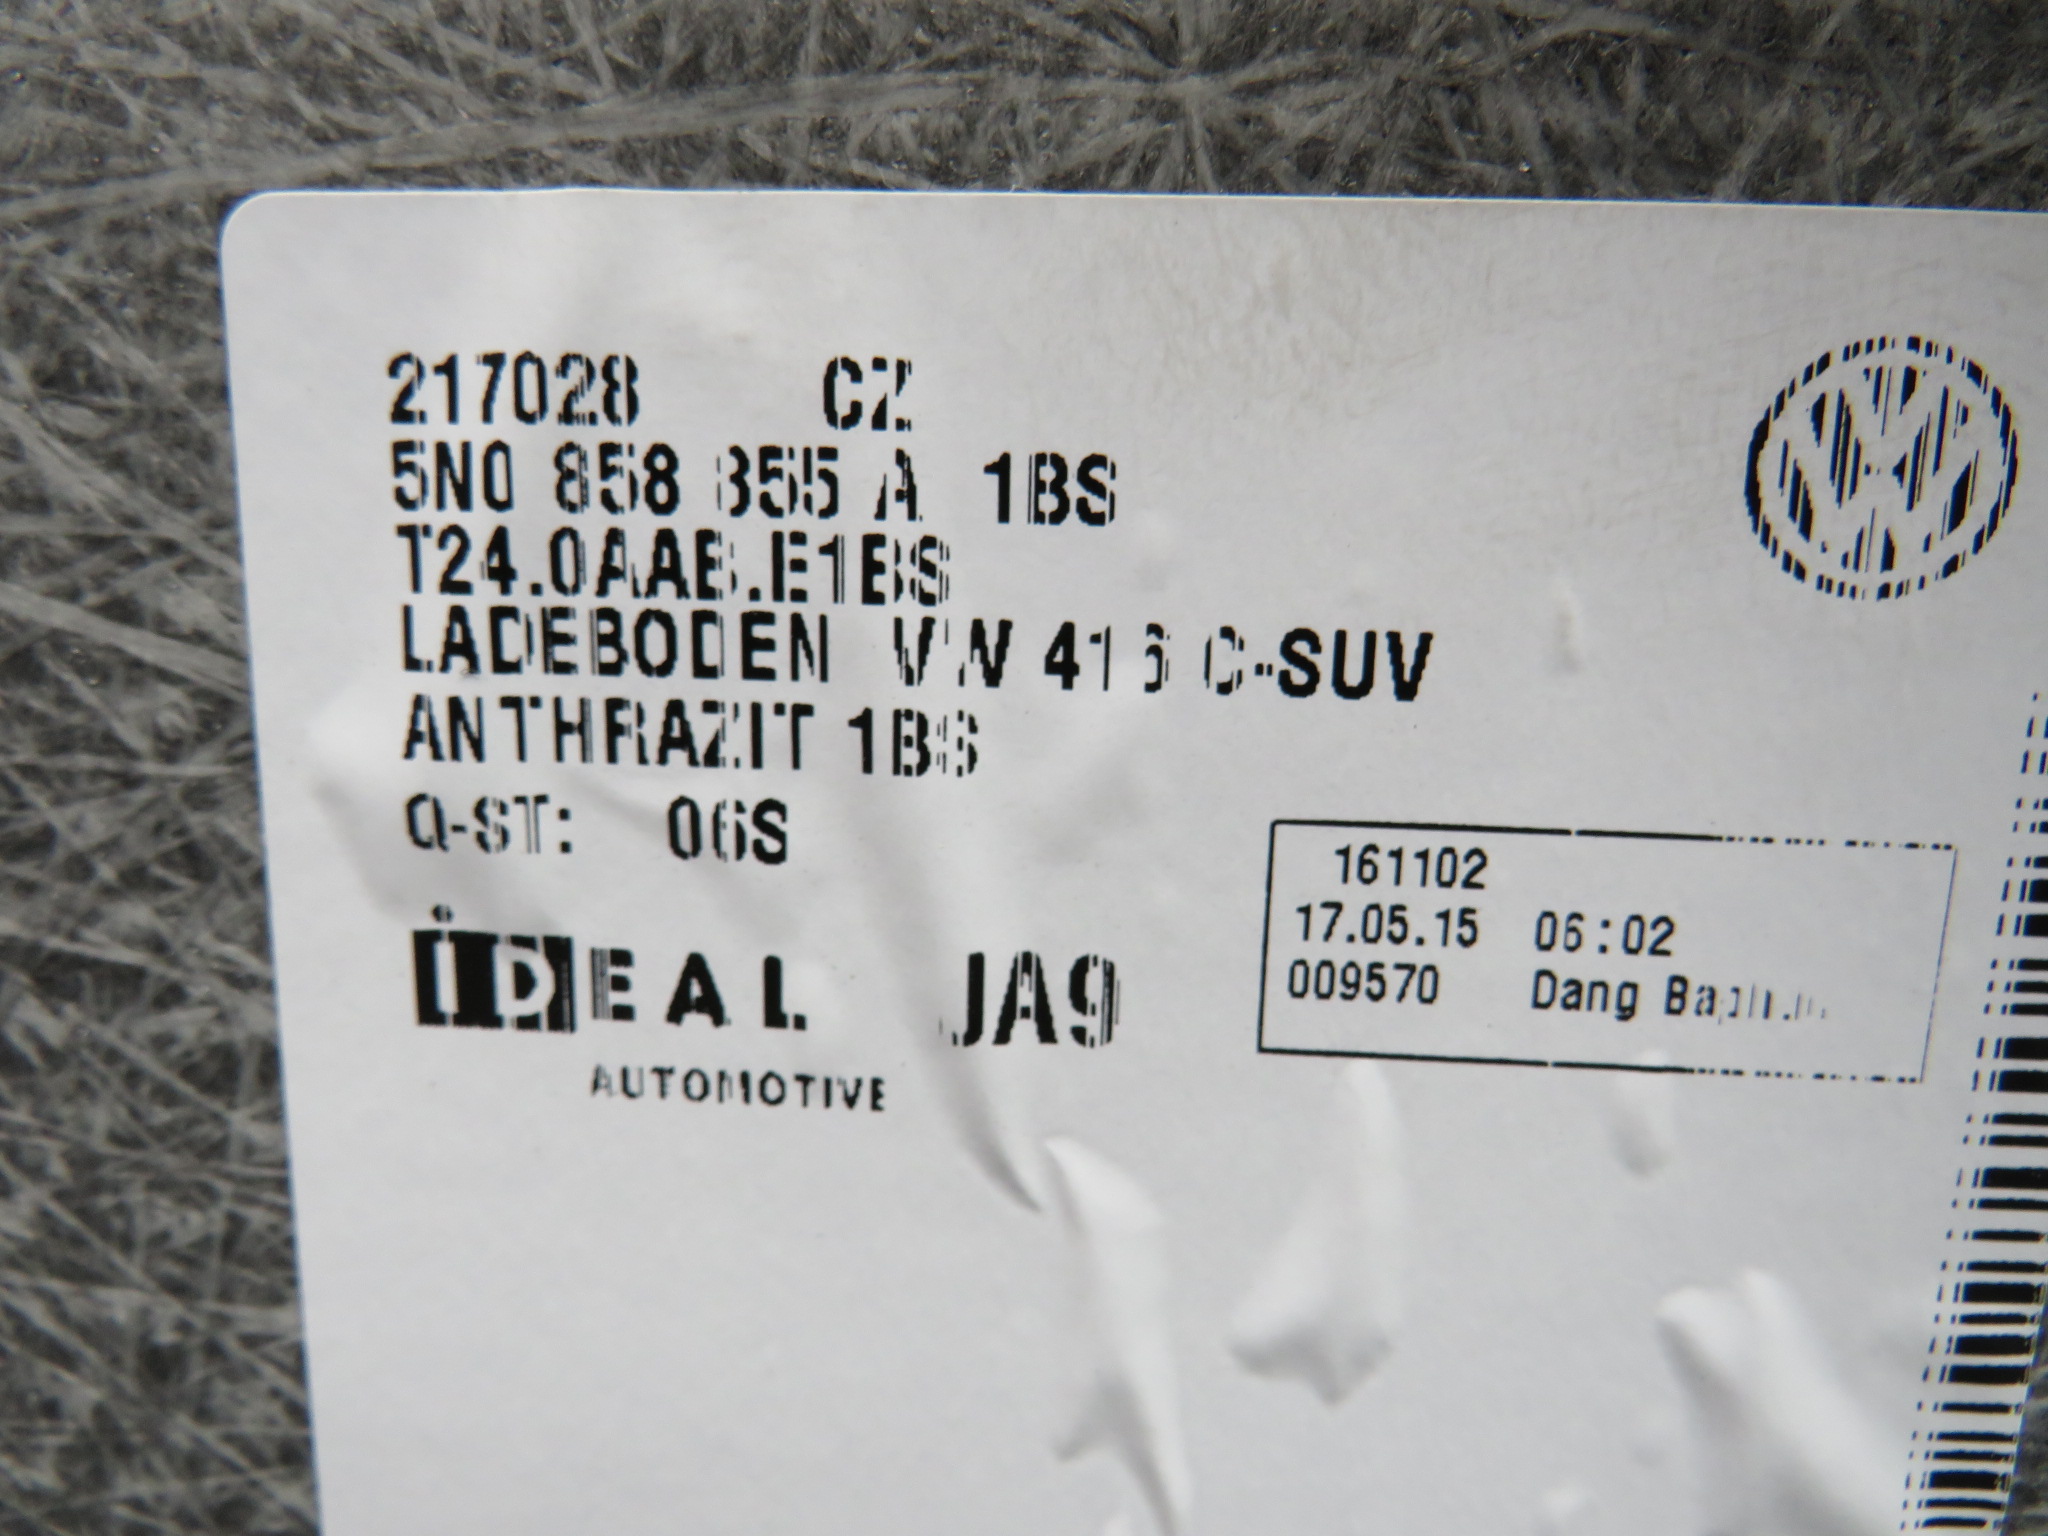 217028 CZ
5N0 858 855 A 1BS
T24.0AAB.E1BS
LADEBODEN VW 416 C-SUV
ANTHRAZIT 1BS
Q-ST: 06S
IDEAL JA9
AUTOMOTIVE
161102
17.05.15 06:02
009570 Dang